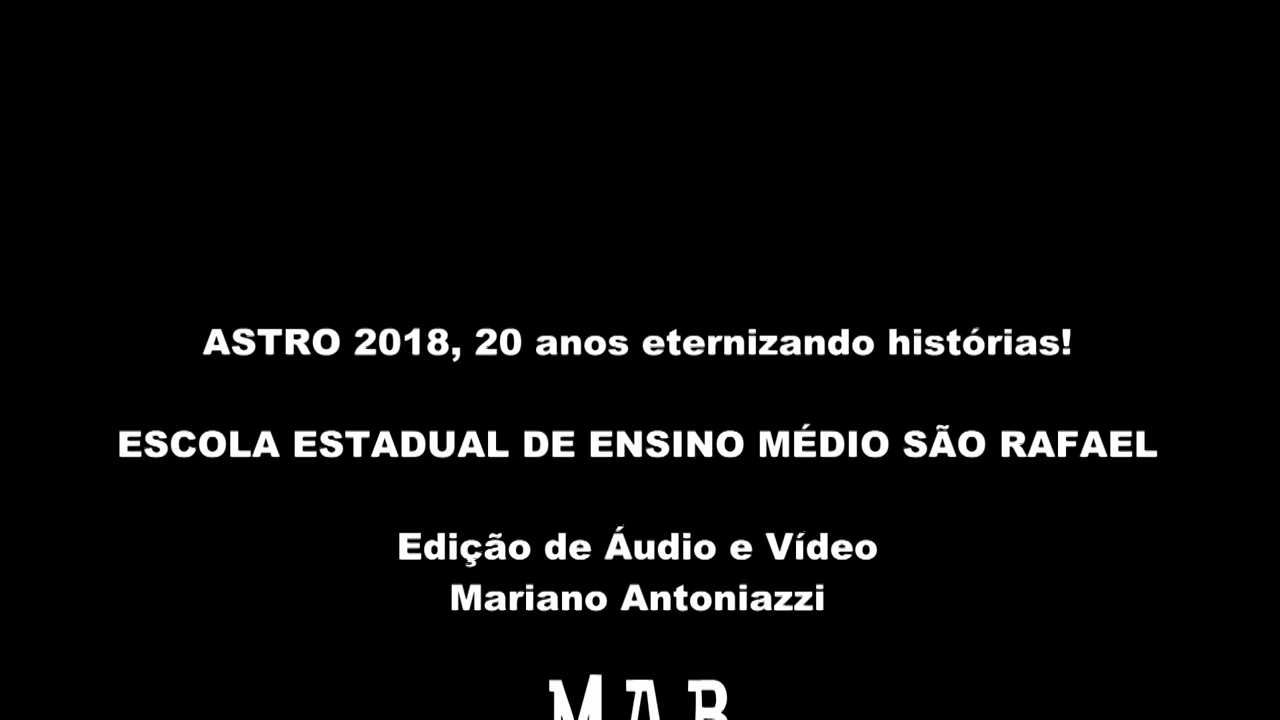 ASTRO 2018, 20 anos eternizando histórias!
ESCOLA ESTADUAL DE ENSINO MÉDIO SÃO RAFAEL
Edição de Áudio e Vídeo
Mariano Antoniazzi